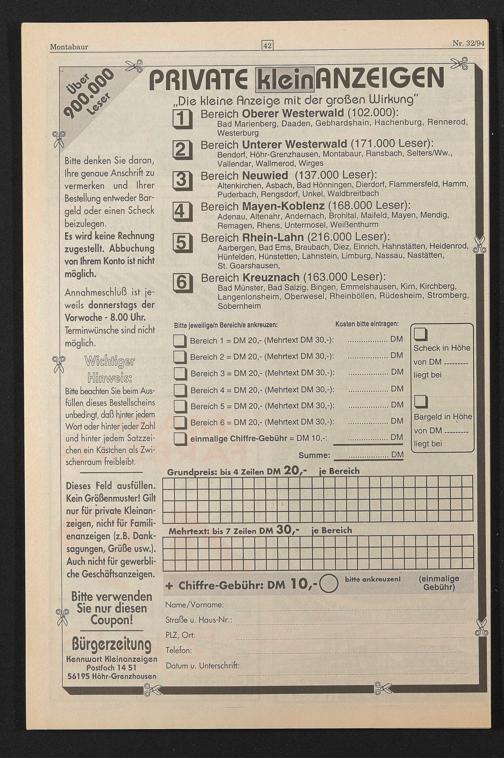 Montabaur
42
Nr. 32/94
Über
900.000
Leser
PRIVATE kleinANZEIGEN
„Die kleine Anzeige mit der großen Wirkung“
1 Bereich Oberer Westerwald (102.000):
Bad Marienberg, Daaden, Gebhardshain, Hachenburg, Rennerod,
Westerburg
2 Bereich Unterer Westerwald (171.000 Leser):
Bendorf, Höhr-Grenzhausen, Montabaur, Ransbach, Selters/Ww.,
Vallendar, Wallmerod, Wirges
3 Bereich Neuwied (137.000 Leser):
Altenkirchen, Asbach, Bad Hönningen, Dierdorf, Flammersfeld, Hamm,
Puderbach, Rengsdorf, Unkel, Waldbreitbach
4 Bereich Mayen-Koblenz (168.000 Leser):
Adenau, Altenahr, Andernach, Brohltal, Maifeld, Mayen, Mendig,
Remagen, Rhens, Untermosel, Weißenthurm
5 Bereich Rhein-Lahn (216.000 Leser):
Aarbergen, Bad Ems, Braubach, Diez, Einrich, Hahnstätten, Heidenrod,
Hünfelden, Hünstetten, Lahnstein, Limburg, Nassau, Nastätten,
St. Goarshausen,
6 Bereich Kreuznach (163.000 Leser):
Bad Münster, Bad Salzig, Bingen, Emmelshausen, Kirn, Kirchberg,
Langenlonsheim, Oberwesel, Rheinböllen, Rüdesheim, Stromberg,
Sobernheim
Bitte denken Sie daran,
Ihre genaue Anschrift zu
vermerken und Ihrer
Bestellung entweder Bar-
geld oder einen Scheck
beizulegen.
Es wird keine Rechnung
zugestellt. Abbuchung
von Ihrem Konto ist nicht
möglich.
Annahmeschluß ist je-
weils donnerstags der
Vorwoche - 8.00 Uhr.
Terminwünsche sind nicht
möglich.
Wichtiger
Hinweis:
Bitte beachten Sie beim Aus-
füllen dieses Bestellscheins
unbedingt, daß hinter jedem
Wort oder hinter jeder Zahl
und hinter jedem Satzzei-
chen ein Kästchen als Zwi-
schenraum freibleibt.
Dieses Feld ausfüllen.
Kein Größenmuster! Gilt
nur für private Kleinan-
zeigen, nicht für Famili-
enanzeigen (z.B. Dank-
sagungen, Grüße usw.).
Auch nicht für gewerbli-
che Geschäftsanzeigen.
Bitte verwenden
Sie nur diesen
Coupon!
Bürgerzeitung
Kennwort Kleinanzeigen
Postfach 14 51
56195 Höhr-Grenzhausen
Bitte jeweilige/n Bereich/e ankreuzen: Kosten bitte eintragen:
Bereich 1 = DM 20,- (Mehrtext DM 30,-): .............. DM
Bereich 2 = DM 20,- (Mehrtext DM 30,-): .............. DM
Bereich 3 = DM 20,- (Mehrtext DM 30,-): .............. DM
Bereich 4 = DM 20,- (Mehrtext DM 30,-): .............. DM
Bereich 5 = DM 20,- (Mehrtext DM 30,-): .............. DM
Bereich 6 = DM 20,- (Mehrtext DM 30,-): .............. DM
einmalige Chiffre-Gebühr = DM 10,-: .............. DM
Summe: .............. DM
Scheck in Höhe
von DM ........
liegt bei
Bargeld in Höhe
von DM ........
liegt bei
Grundpreis: bis 4 Zeilen DM 20,- je Bereich
Mehrtext: bis 7 Zeilen DM 30,- je Bereich
+ Chiffre-Gebühr: DM 10,- bitte ankreuzen! (einmalige
Gebühr)
Name/Vorname:
Straße u. Haus-Nr.:
PLZ, Ort:
Telefon:
Datum u. Unterschrift: